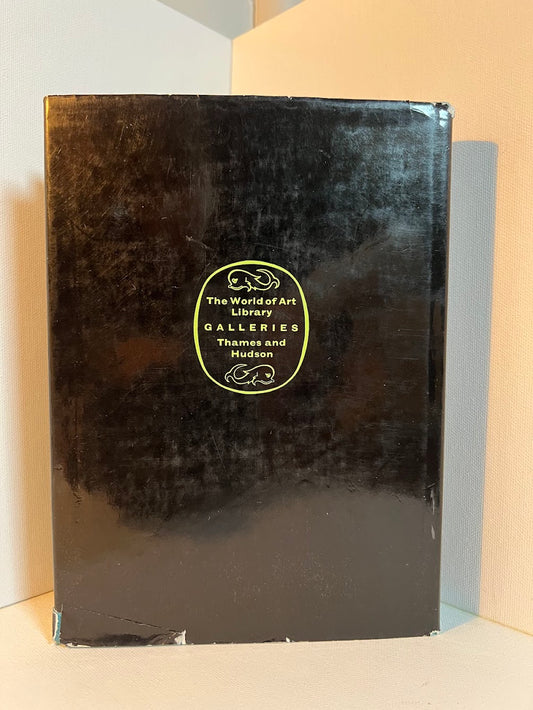 The World of Art
Library
GALLERIES
Thames and
Hudson